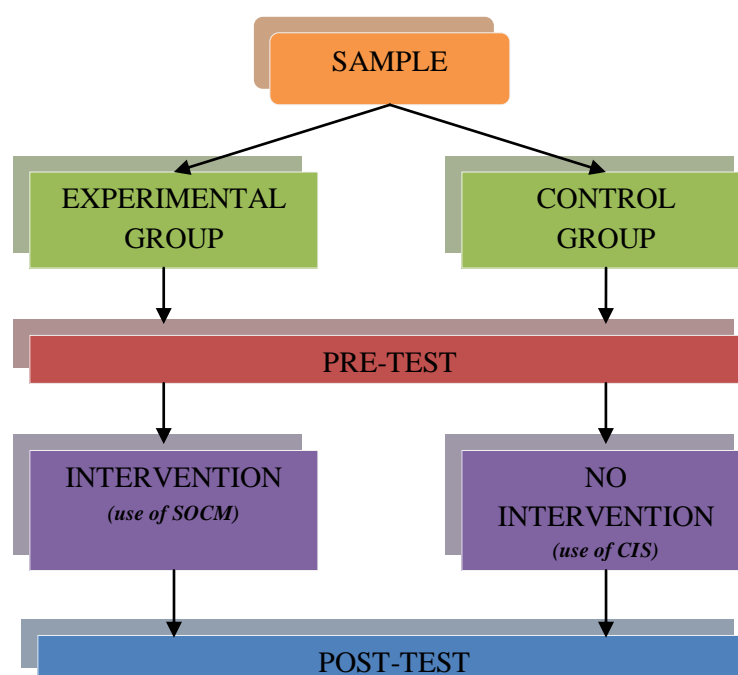 SAMPLE
EXPERIMENTAL
GROUP
CONTROL
GROUP
PRE-TEST
INTERVENTION
(use of SOCM)
NO
INTERVENTION
(use of CIS)
POST-TEST